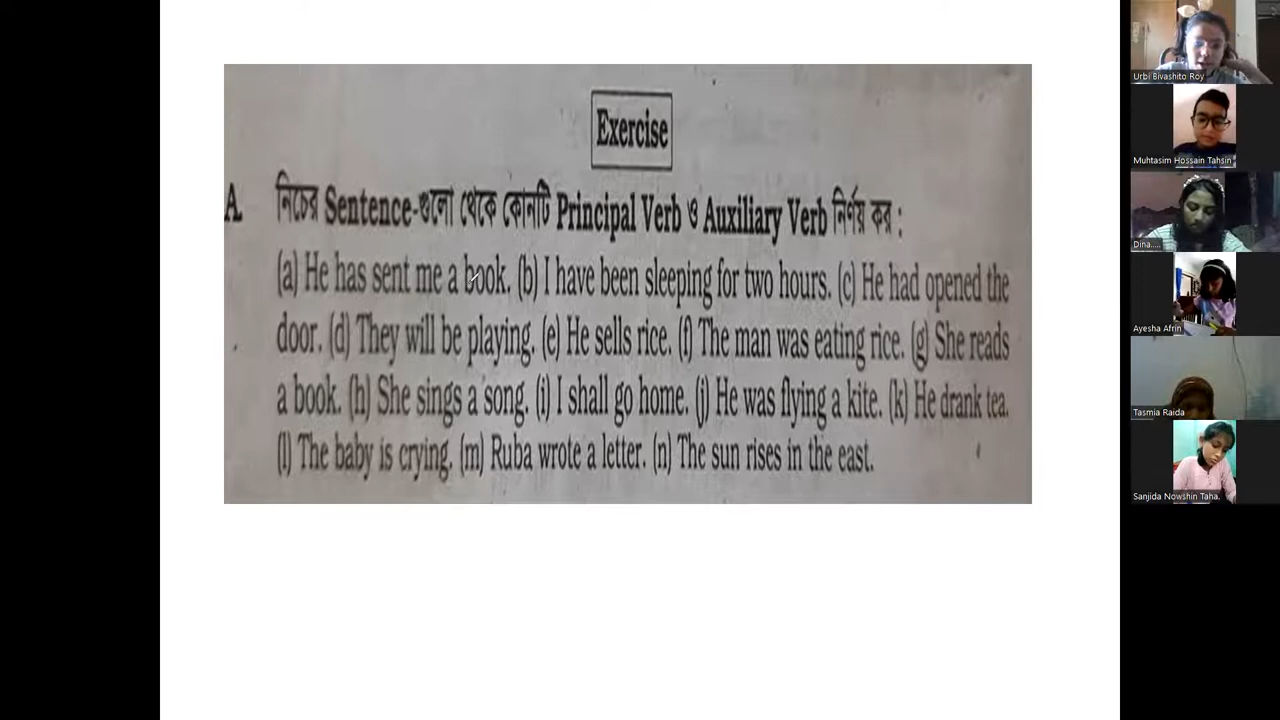 Exercise
A. নিচের Sentence-গুলো থেকে কোনটি Principal Verb ও Auxiliary Verb নির্ণয় কর :
(a) He has sent me a book. (b) I have been sleeping for two hours. (c) He had opened the
door. (d) They will be playing. (e) He sells rice. (f) The man was eating rice. (g) She reads
a book. (h) She sings a song. (i) I shall go home. (j) He was flying a kite. (k) He drank tea.
(l) The baby is crying. (m) Ruba wrote a letter. (n) The sun rises in the east.
Urbi Bivashito Roy
Muhtasim Hossain Tahsin
Dina.....
Ayesha Afrin
Tasmia Raida
Sanjida Nowshin Taha.